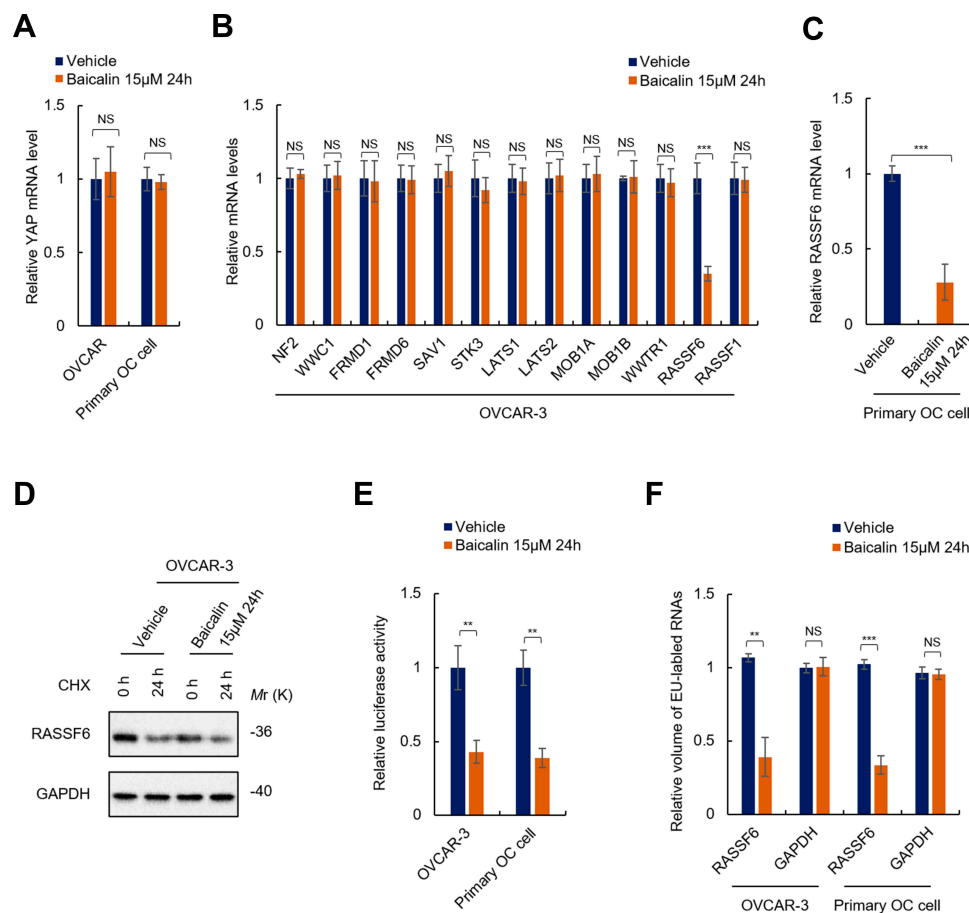 A
Vehicle
Baicalin 15μM 24h
Relative YAP mRNA level
1.5
1
0.5
0
NS
NS
OVCAR
Primary OC cell
B
Vehicle
Baicalin 15μM 24h
Relative mRNA levels
1.5
1
0.5
0
NS
NS
NS
NS
NS
NS
NS
NS
NS
NS
NS
***
NS
NF2
WWC1
FRMD1
FRMD6
SAV1
STK3
LATS1
LATS2
MOB1A
MOB1B
WWTR1
RASSF6
RASSF1
OVCAR-3
C
Vehicle
Baicalin 15μM 24h
Relative RASSF6 mRNA level
1.5
1
0.5
0
***
Vehicle
Baicalin
15μM 24h
Primary OC cell
D
OVCAR-3
Vehicle
Baicalin
15μM 24h
CHX
0 h
24 h
0 h
24 h
Mr (K)
RASSF6
-36
GAPDH
-40
E
Vehicle
Baicalin 15μM 24h
Relative luciferase activity
1.5
1
0.5
0
**
**
OVCAR-3
Primary OC cell
F
Vehicle
Baicalin 15μM 24h
Relative volume of EU-labled RNAs
1.5
1
0.5
0
**
NS
***
NS
RASSF6
GAPDH
RASSF6
GAPDH
OVCAR-3
Primary OC cell